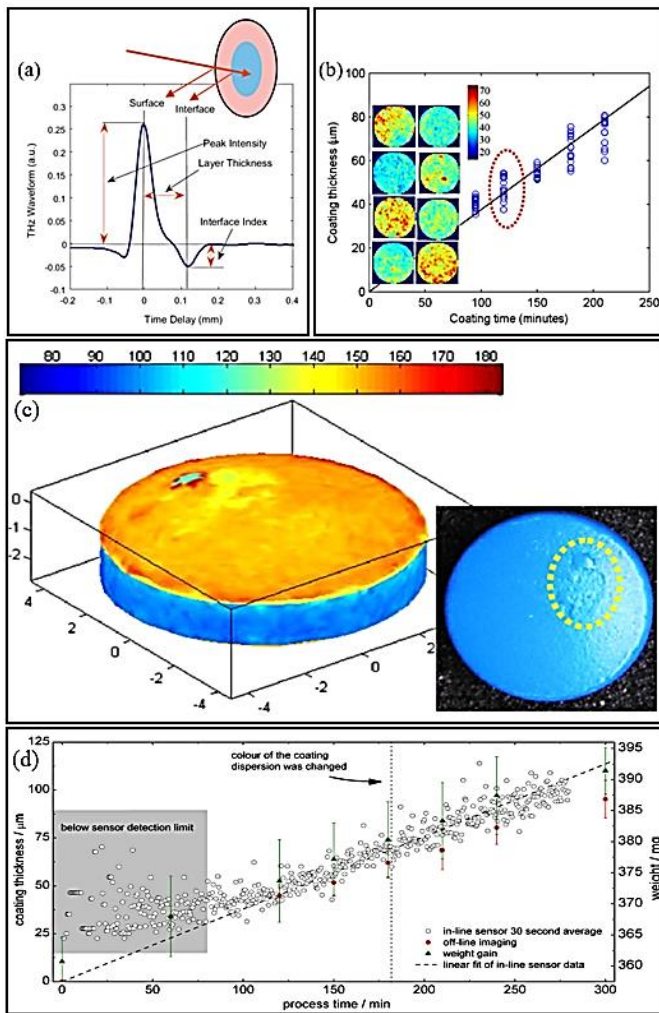 (a)
Surface
Interface
Peak Intensity
Layer Thickness
Interface Index
THz Waveform (a.u.)
0.3
0.25
0.2
0.15
0.1
0.05
0
-0.05
-0.1
-0.2 -0.1 0 0.1 0.2 0.3 0.4
Time Delay (mm)
(b)
Coating thickness (µm)
100
80
60
40
20
0
70
60
50
40
30
20
0 50 100 150 200 250
Coating time (minutes)
80 90 100 110 120 130 140 150 160 170 180
(c)
0
-1
-2
4 2 0 -2 -4
-4 -2 0 2
(d)
colour of the coating
dispersion was changed
below sensor detection limit
in-line sensor 30 second average
off-line imaging
weight gain
linear fit of in-line sensor data
coating thickness / µm
125
100
75
50
25
0
395
390
385
380
375
370
365
360
weight / mg
0 50 100 150 200 250 300
process time / min